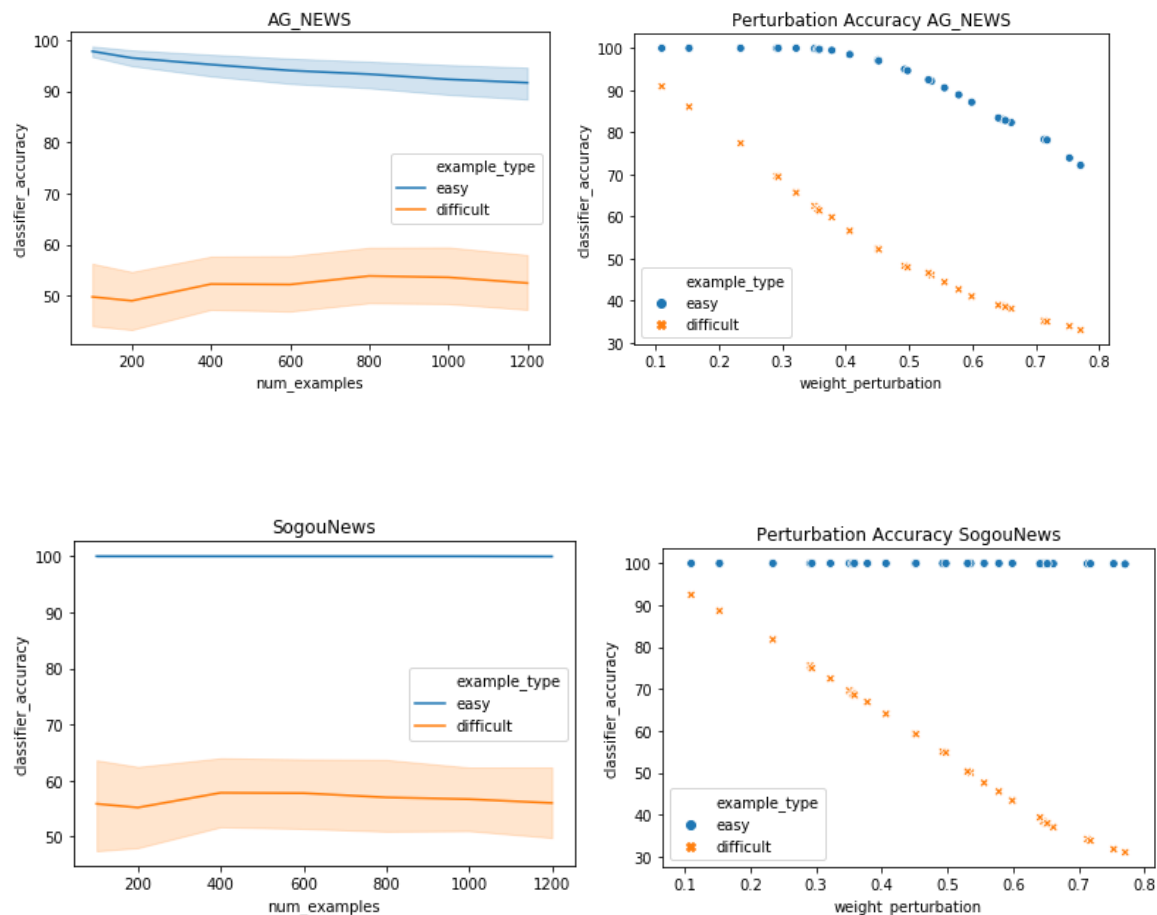 AG_NEWS
100
90
80
70
60
50
classifier_accuracy
example_type
easy
difficult
200 400 600 800 1000 1200
num_examples
Perturbation Accuracy AG_NEWS
100
90
80
70
60
50
40
30
classifier_accuracy
example_type
easy
difficult
0.1 0.2 0.3 0.4 0.5 0.6 0.7 0.8
weight_perturbation
SogouNews
100
90
80
70
60
50
classifier_accuracy
example_type
easy
difficult
200 400 600 800 1000 1200
num_examples
Perturbation Accuracy SogouNews
100
90
80
70
60
50
40
30
classifier_accuracy
example_type
easy
difficult
0.1 0.2 0.3 0.4 0.5 0.6 0.7 0.8
weight_perturbation